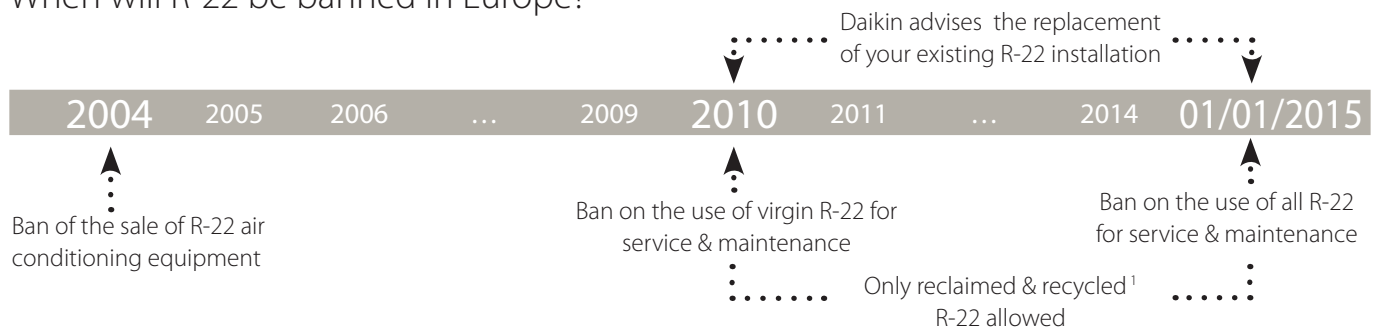 When will R-22 be banned in Europe?
Daikin advises the replacement
of your existing R-22 installation
2004 2005 2006 ... 2009 2010 2011 ... 2014 01/01/2015
Ban of the sale of R-22 air
conditioning equipment
Ban on the use of virgin R-22 for
service & maintenance
Ban on the use of all R-22
for service & maintenance
Only reclaimed & recycled ¹
R-22 allowed